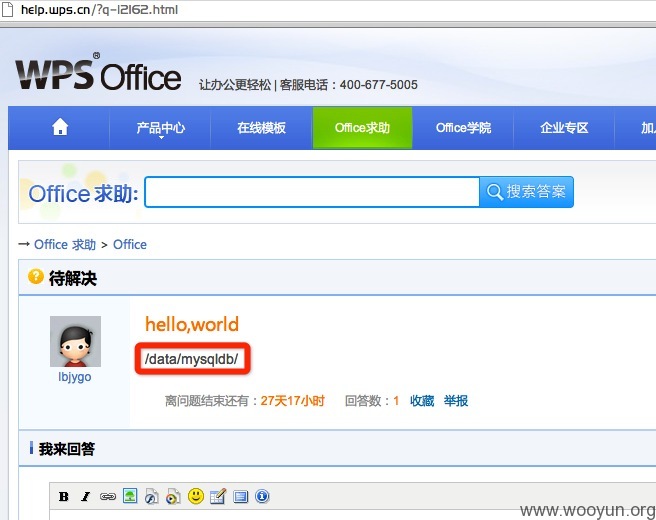 help.wps.cn/?q-12162.html
WPS® Office 让办公更轻松 | 客服电话：400-677-5005
产品中心 在线模板 Office求助 Office学院 企业专区 加
Office 求助: 搜索答案
→ Office 求助 > Office
? 待解决
hello,world
/data/mysqldb/
lbjygo
离问题结束还有：27天17小时 回答数：1 收藏 举报
我来回答
B I
www.wooyun.org